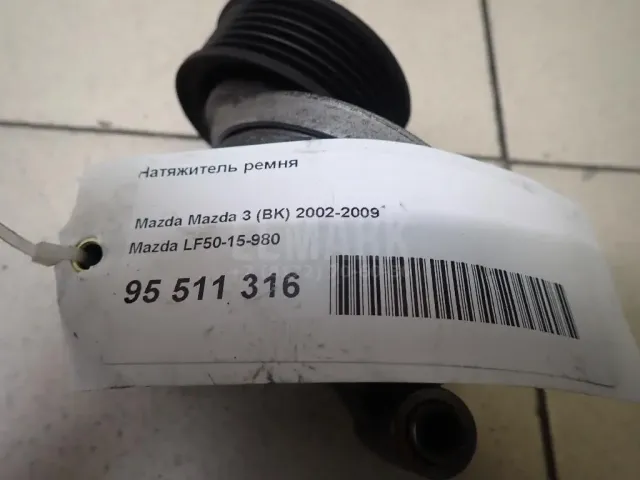 Натяжитель ремня
Mazda Mazda 3 (BK) 2002-2009
Mazda LF50-15-980
95 511 316